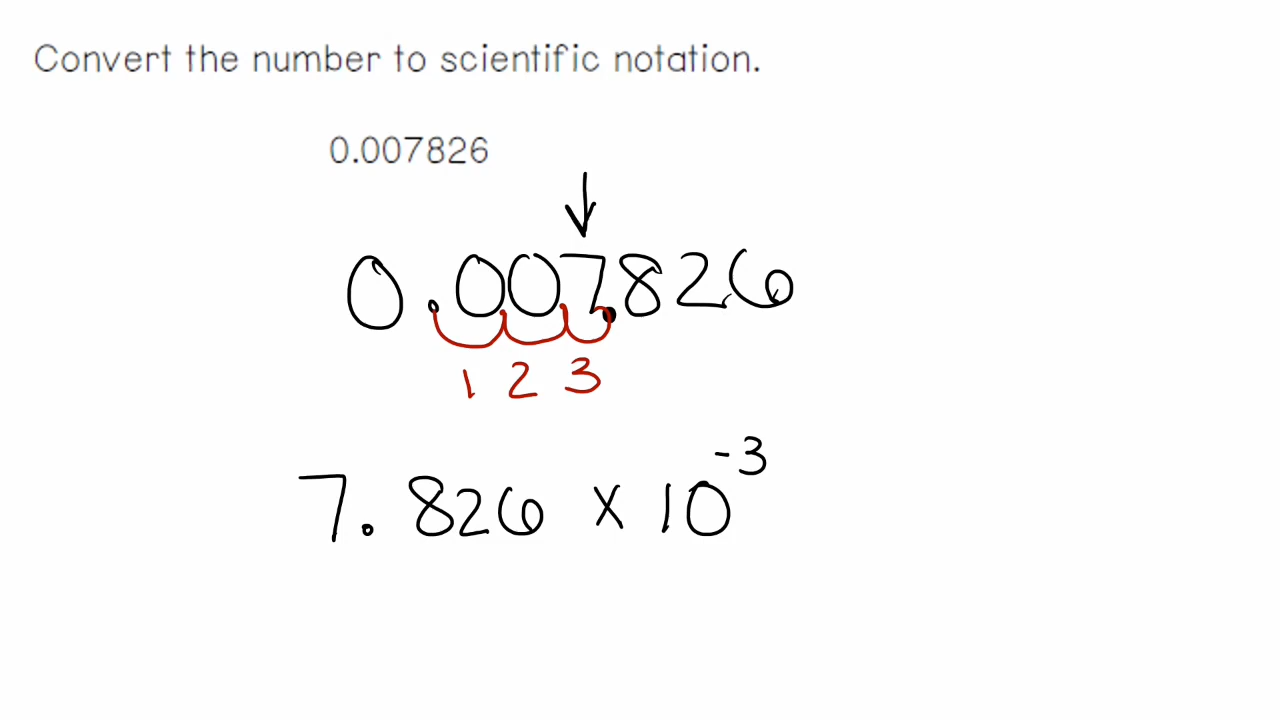 Convert the number to scientific notation.
0.007826
0.007.826
1 2 3
7.826 x 10^-3